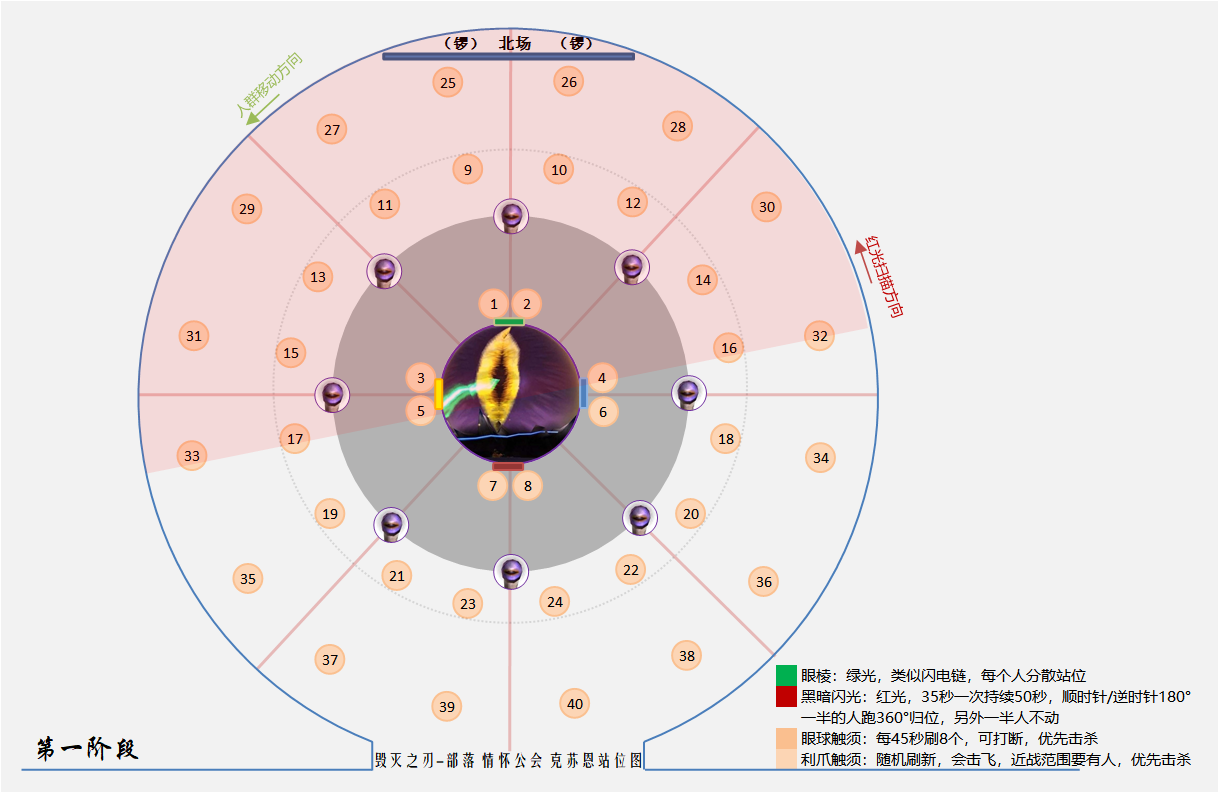 （锣） 北场 （锣）
人群移动方向
25 26
27 28
9 10
11 12
29 30
红光扫描方向
13 14
1 2
31 32
15 16
3 4
5 6
17 18
33 34
7 8
19 20
21 22
35 36
23 24
37 38
39 40
眼棱：绿光，类似闪电链，每个人分散站位
黑暗闪光：红光，35秒一次持续50秒，顺时针/逆时针180°
一半的人跑360°归位，另外一半人不动
眼球触须：每45秒刷8个，可打断，优先击杀
利爪触须：随机刷新，会击飞，近战范围要有人，优先击杀
第一阶段
毁灭之刃-部落 情怀公会 克苏恩站位图